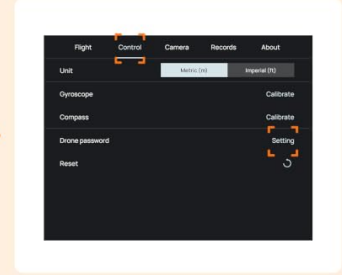 Flight Control Camera Records About
Unit Metric (m) Imperial (ft)
Gyroscope Calibrate
Compass Calibrate
Drone password Setting
Reset